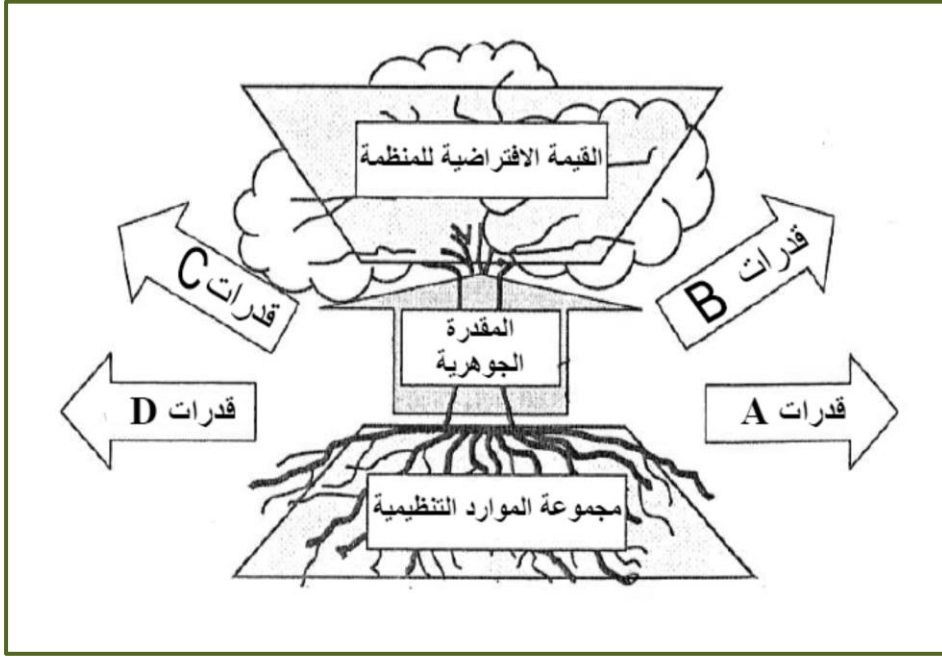 القيمة الافتراضية للمنظمة
قدرات B
قدرات C
المقدرة
الجوهرية
قدرات A
قدرات D
مجموعة الموارد التنظيمية